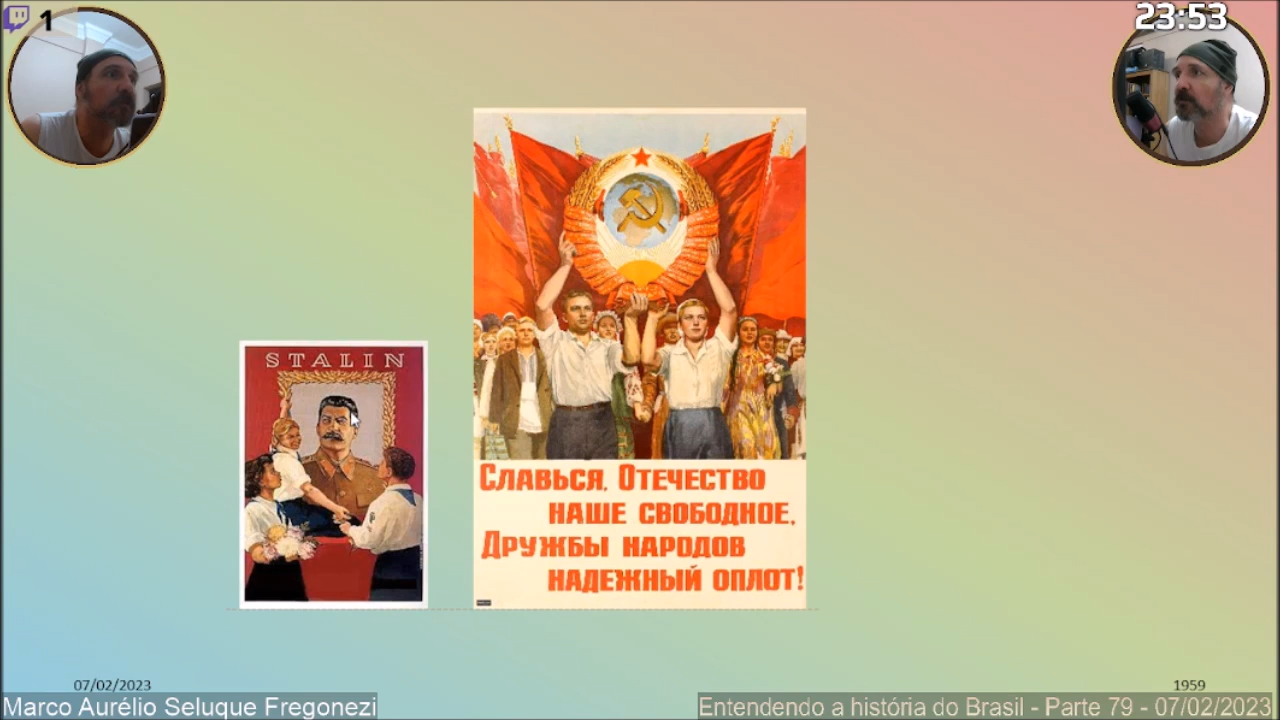 1
23:53
STALIN
Славься, Отечество
наше свободное,
Дружбы народов
надежный оплот!
07/02/2023
1959
Marco Aurélio Seluque Fregonezi
Entendendo a história do Brasil - Parte 79 - 07/02/2023